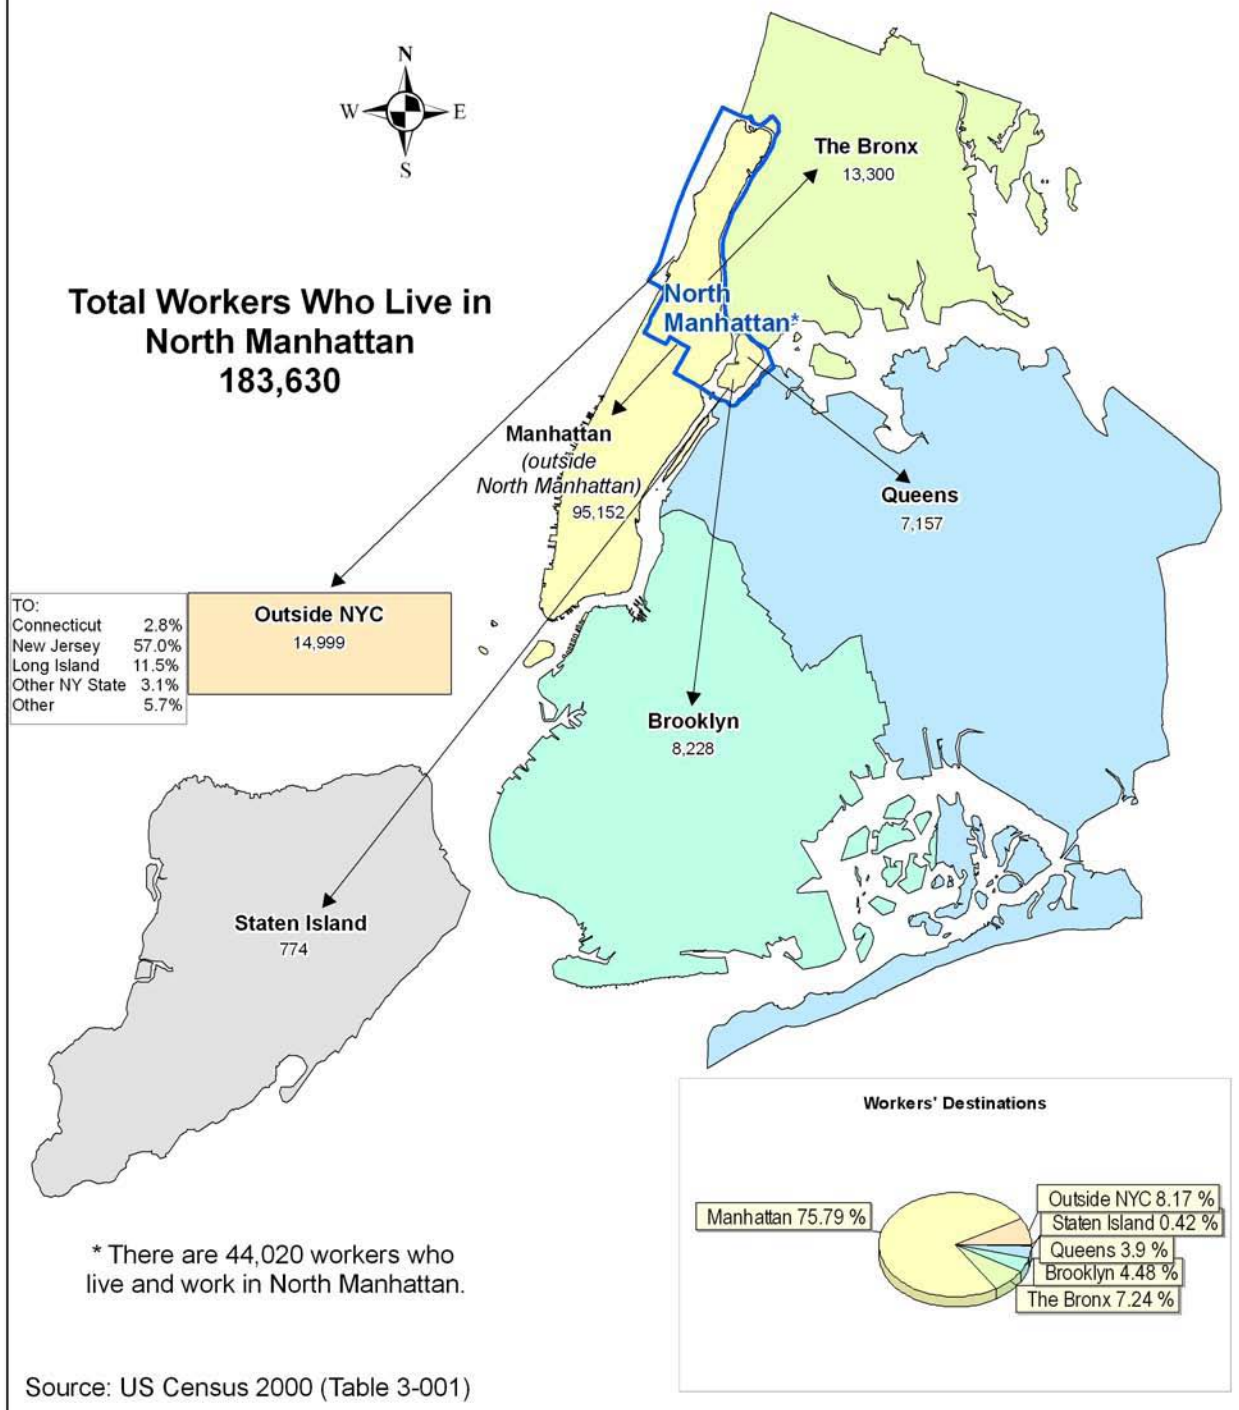 N
W E
S
The Bronx
13,300
Total Workers Who Live in
North Manhattan
183,630
North
Manhattan*
Manhattan
(outside
North Manhattan)
95,152
Queens
7,157
TO:
Connecticut 2.8%
New Jersey 57.0%
Long Island 11.5%
Other NY State 3.1%
Other 5.7%
Outside NYC
14,999
Brooklyn
8,228
Staten Island
774
* There are 44,020 workers who
live and work in North Manhattan.
Workers' Destinations
Manhattan 75.79 %
Outside NYC 8.17 %
Staten Island 0.42 %
Queens 3.9 %
Brooklyn 4.48 %
The Bronx 7.24 %
Source: US Census 2000 (Table 3-001)